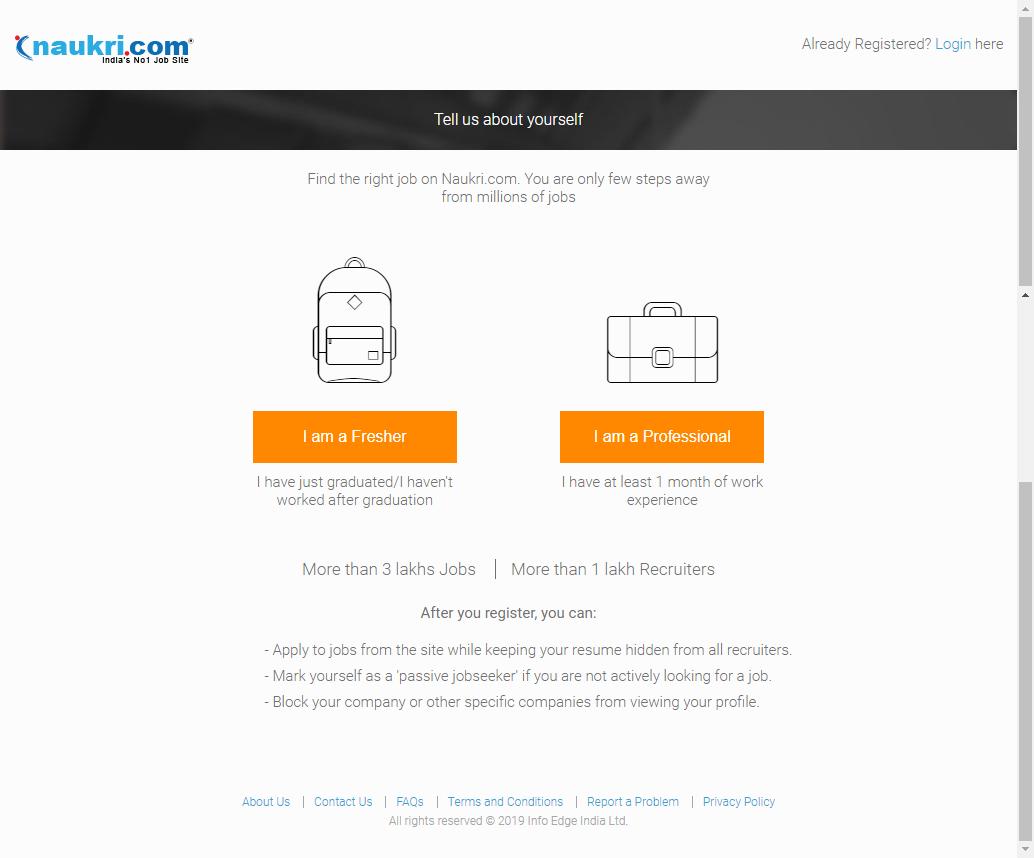 naukri.com
India's No1 Job Site
Already Registered? Login here
Tell us about yourself
Find the right job on Naukri.com. You are only few steps away
from millions of jobs
I am a Fresher
I am a Professional
I have just graduated/I haven't
worked after graduation
I have at least 1 month of work
experience
More than 3 lakhs Jobs | More than 1 lakh Recruiters
After you register, you can:
- Apply to jobs from the site while keeping your resume hidden from all recruiters.
- Mark yourself as a 'passive jobseeker' if you are not actively looking for a job.
- Block your company or other specific companies from viewing your profile.
About Us | Contact Us | FAQs | Terms and Conditions | Report a Problem | Privacy Policy
All rights reserved © 2019 Info Edge India Ltd.